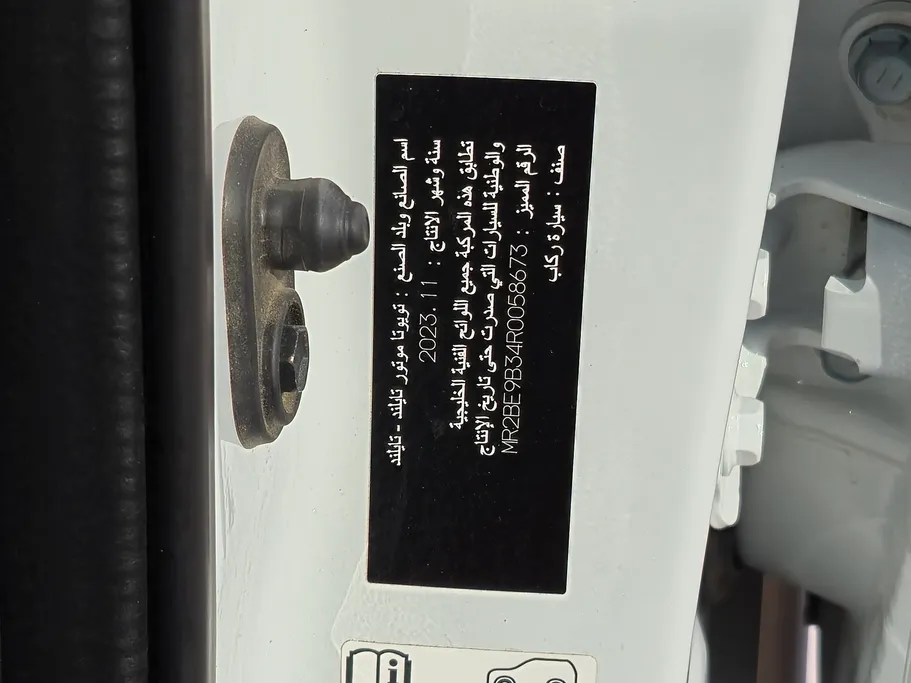 اسم الصانع وبلد الصنع : تويوتا موتور تايلند - تايلند
سنة وشهر الانتاج : 2023.11
تطابق هذه المركبة جميع اللوائح الفنية الخليجية
والوطنية للسيارات التي صدرت حتى تاريخ الإنتاج
الرقم المميز : MR2BE9B34R0058673
صنف : سيارة ركاب
i